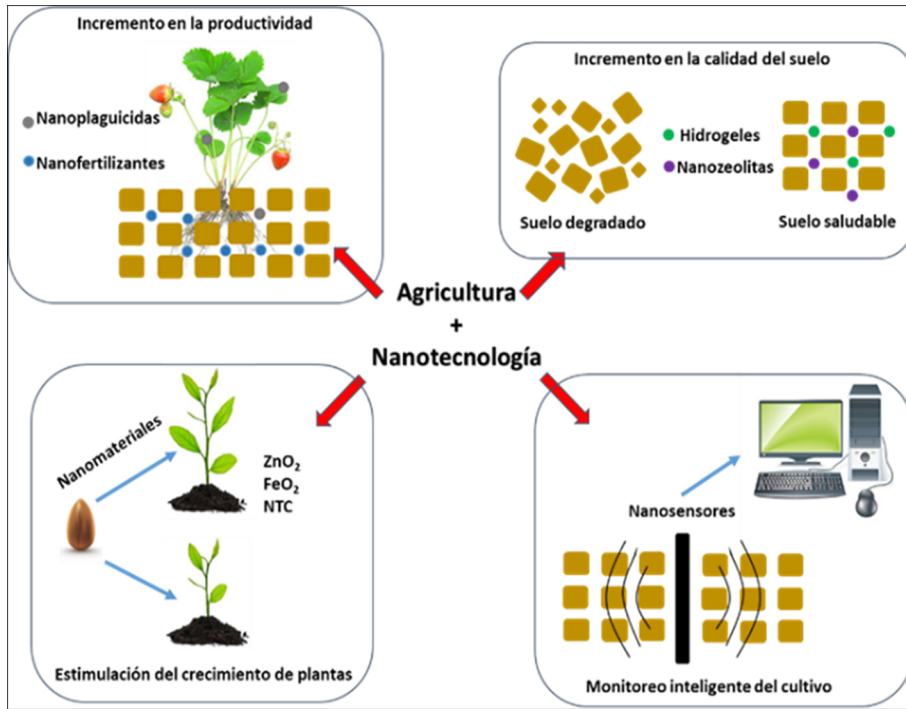 Incremento en la productividad
Nanoplaguicidas
Nanofertilizantes
Incremento en la calidad del suelo
Hidrogeles
Nanozeolitas
Suelo degradado
Suelo saludable
Agricultura
+
Nanotecnología
Nanomateriales
ZnO₂
FeO₂
NTC
Estimulación del crecimiento de plantas
Nanosensores
Monitoreo inteligente del cultivo